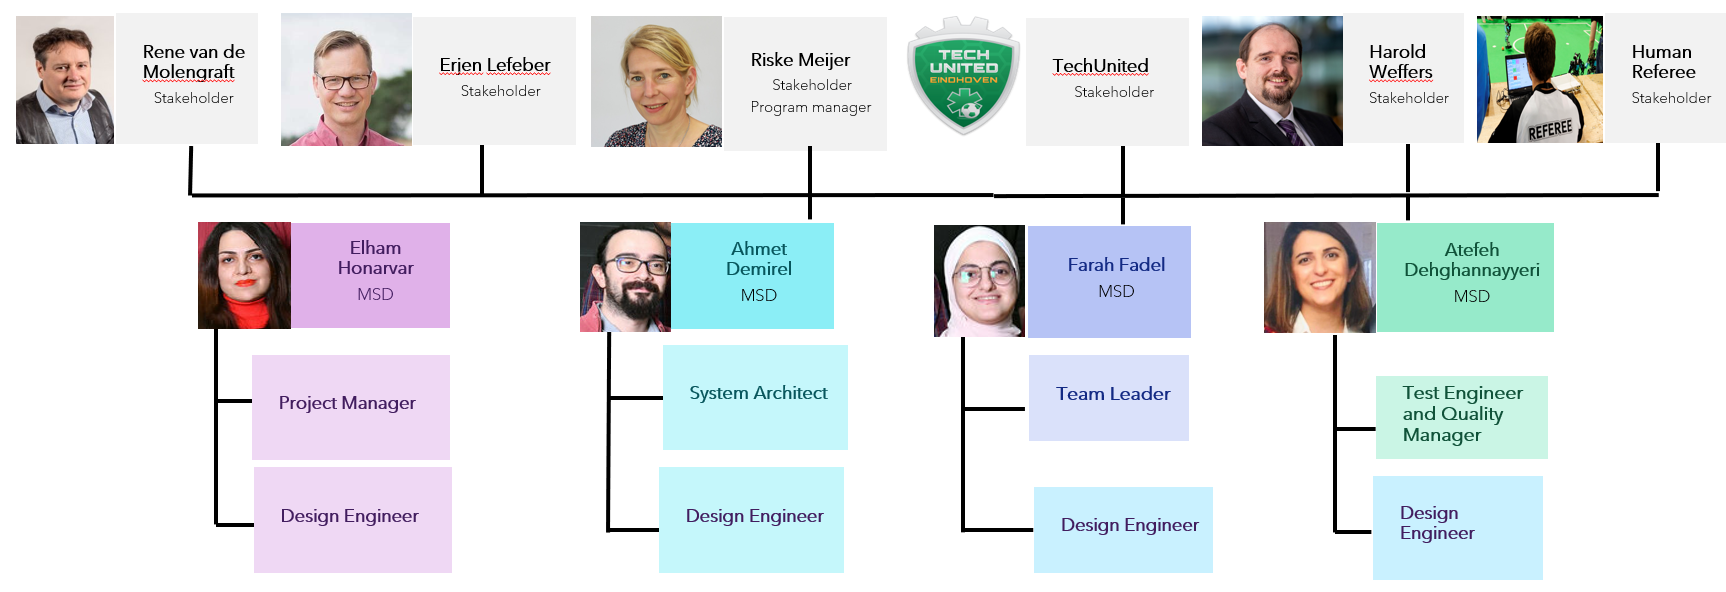 Rene van de
Molengraft
Stakeholder
Erjen Lefeber
Stakeholder
Riske Meijer
Stakeholder
Program manager
TECH
UNITED
EINDHOVEN
TechUnited
Stakeholder
Harold
Weffers
Stakeholder
REFEREE
Human
Referee
Stakeholder
Elham
Honarvar
MSD
Ahmet
Demirel
MSD
Farah Fadel
MSD
Atefeh
Dehghannayyeri
MSD
Project Manager
System Architect
Team Leader
Test Engineer
and Quality
Manager
Design Engineer
Design Engineer
Design Engineer
Design
Engineer